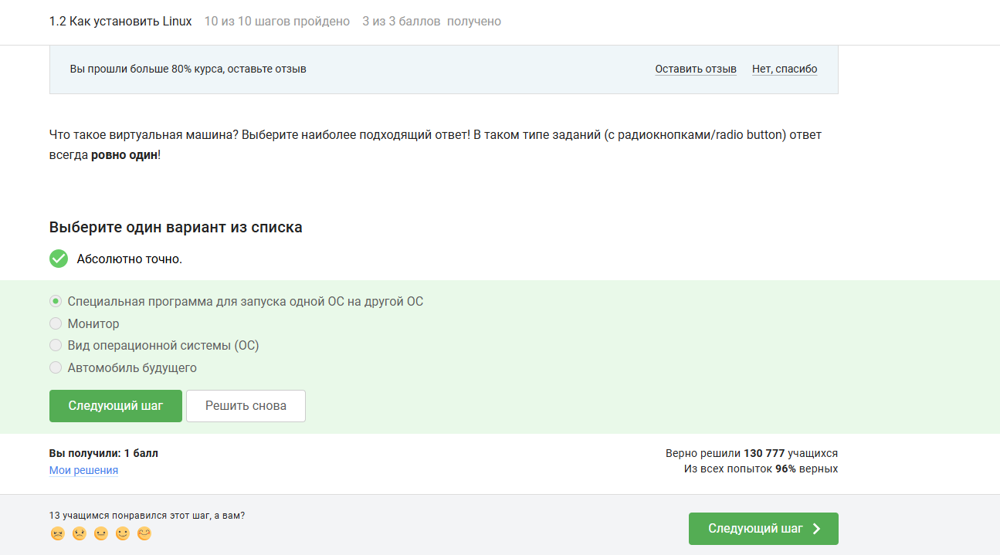 1.2 Как установить Linux 10 из 10 шагов пройдено 3 из 3 баллов получено
Вы прошли больше 80% курса, оставьте отзыв Оставить отзыв Нет, спасибо
Что такое виртуальная машина? Выберите наиболее подходящий ответ! В таком типе заданий (с радиокнопками/radio button) ответ
всегда ровно один!
Выберите один вариант из списка
Абсолютно точно.
Специальная программа для запуска одной ОС на другой ОС
Монитор
Вид операционной системы (ОС)
Автомобиль будущего
Следующий шаг Решить снова
Вы получили: 1 балл
Мои решения
Верно решили 130 777 учащихся
Из всех попыток 96% верных
13 учащимся понравился этот шаг, а вам?
Следующий шаг